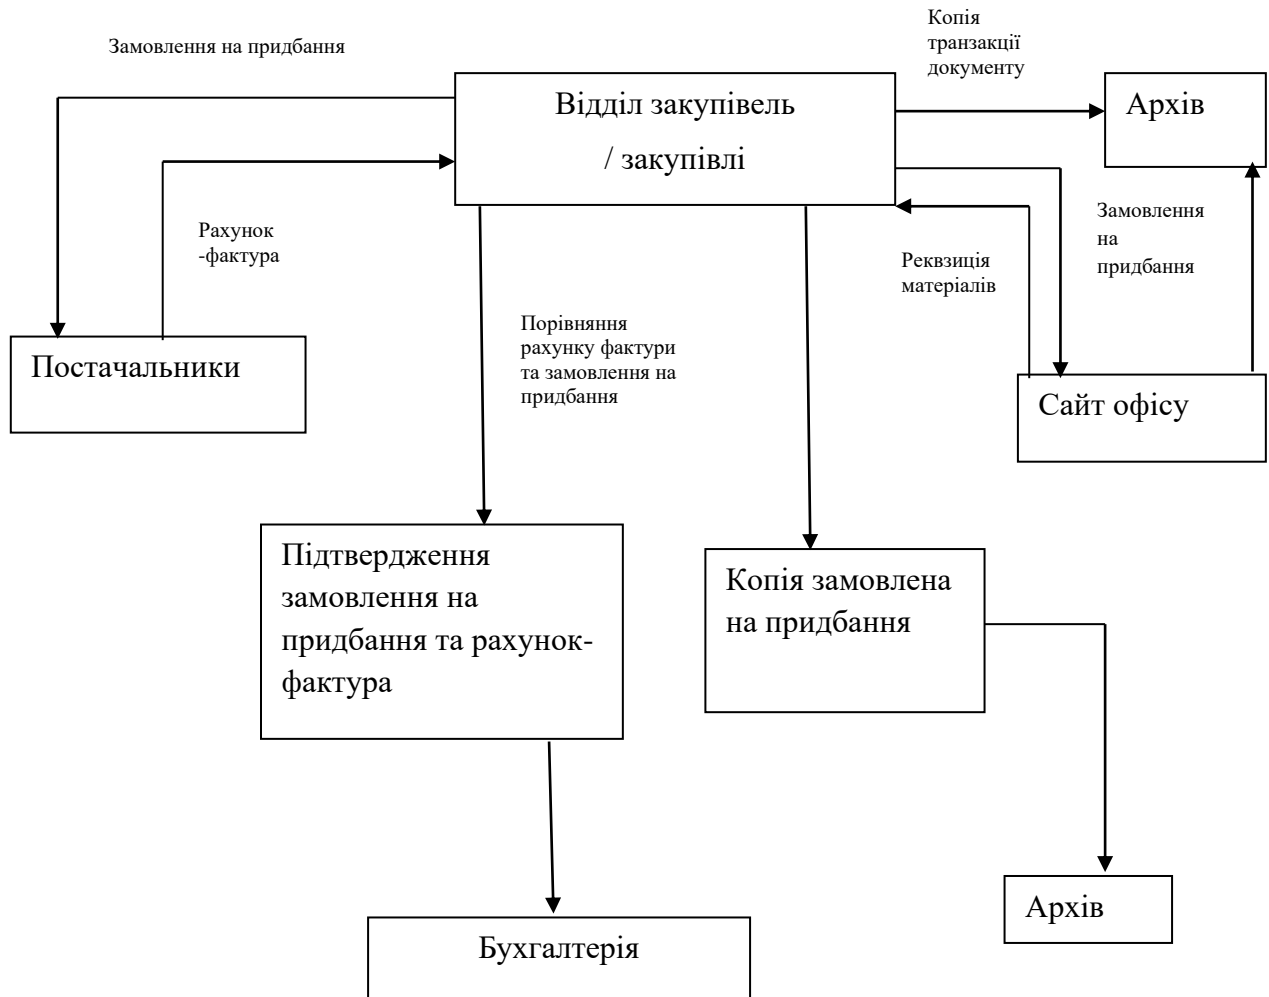 Замовлення на придбання
Копія
транзакції
документу
Відділ закупівель
/ закупівлі
Архів
Рахунок
-фактура
Замовлення
на
придбання
Реквзиція
матеріалів
Порівняння
рахунку фактури
та замовлення на
придбання
Постачальники
Сайт офісу
Підтвердження
замовлення на
придбання та рахунок-
фактура
Копія замовлена
на придбання
Архів
Бухгалтерія